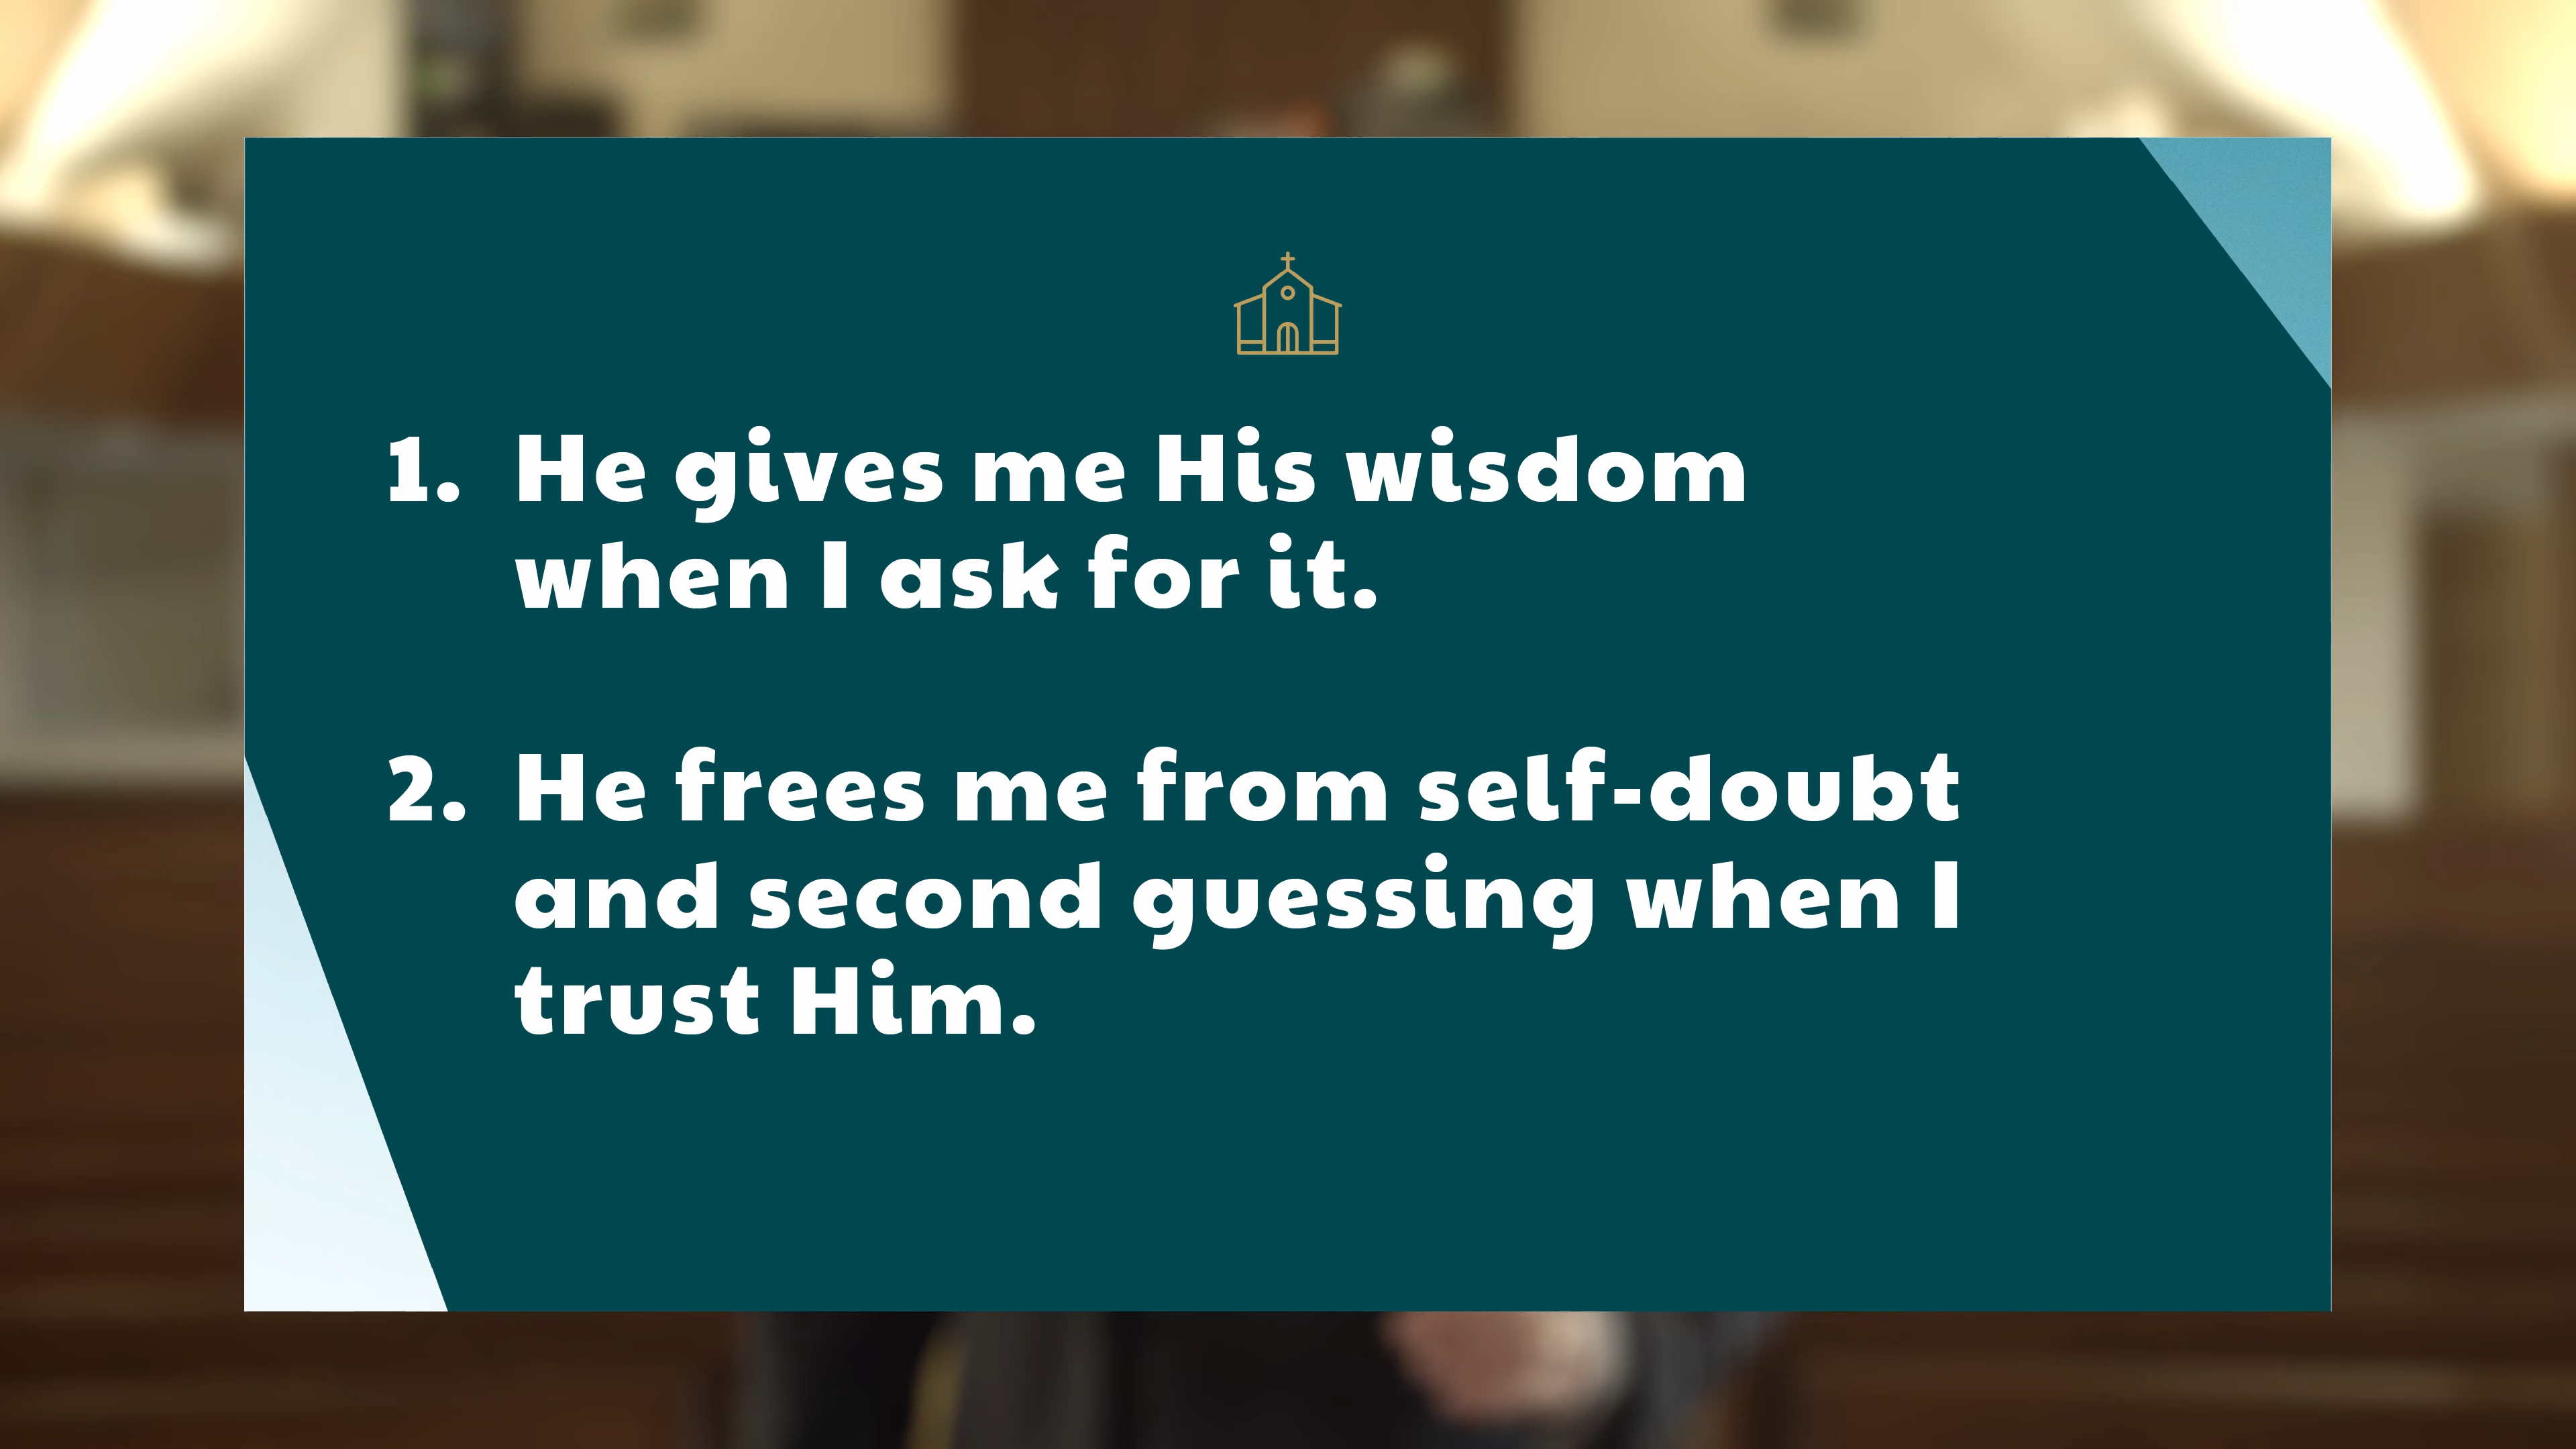 1. He gives me His wisdom
when I ask for it.
2. He frees me from self-doubt
and second guessing when I
trust Him.